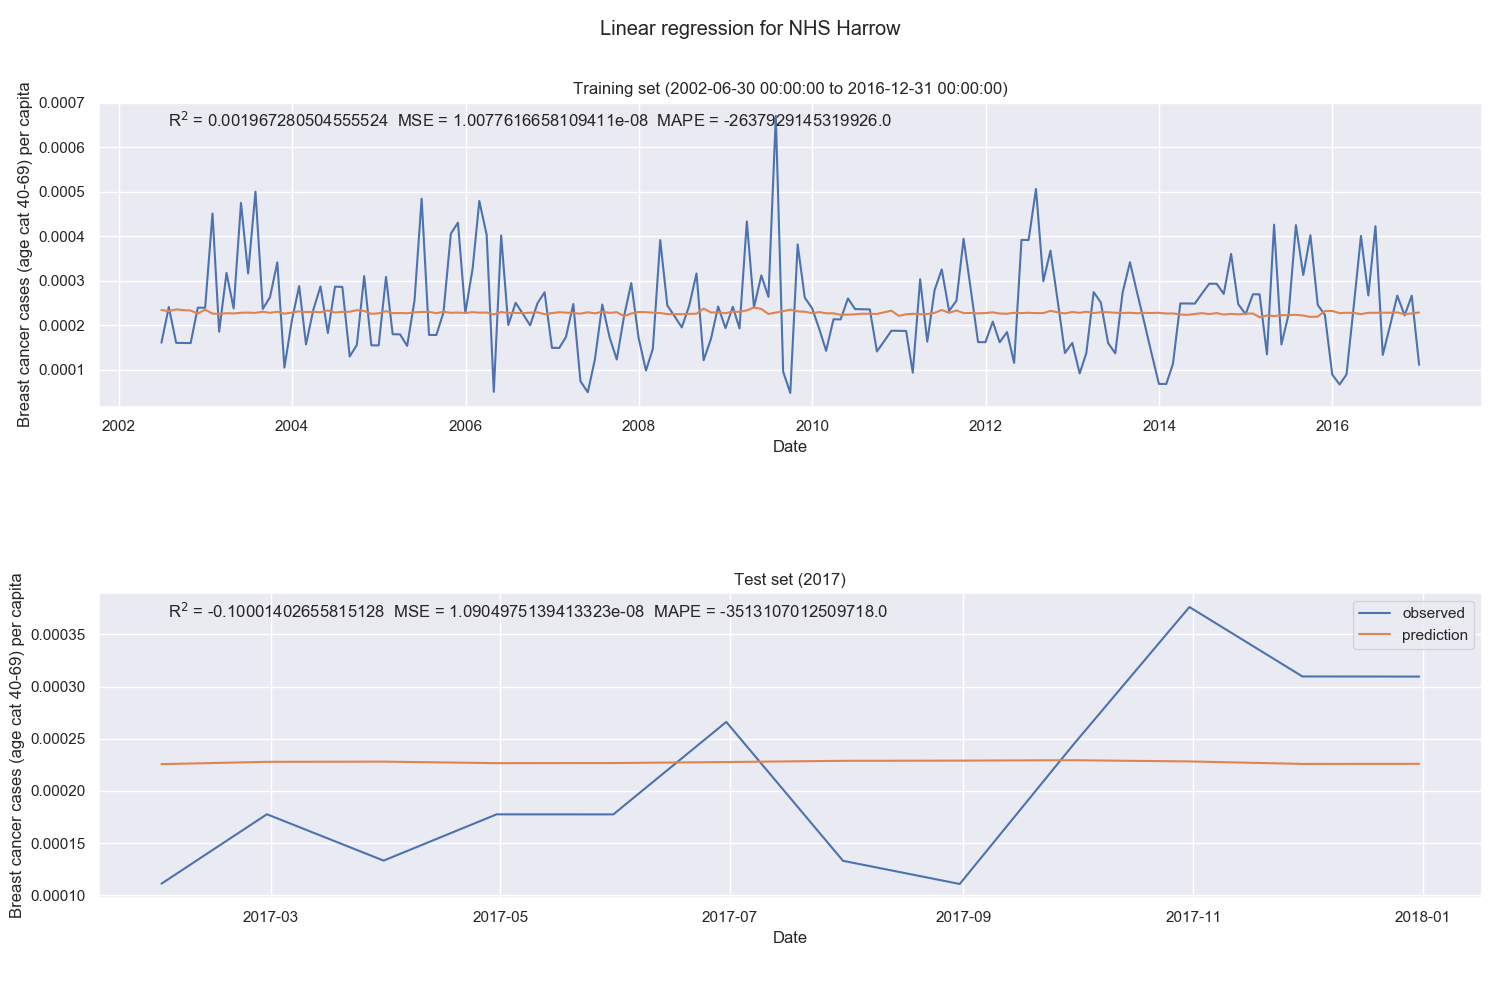 Linear regression for NHS Harrow
Training set (2002-06-30 00:00:00 to 2016-12-31 00:00:00)
R² = 0.001967280504555524 MSE = 1.0077616658109411e-08 MAPE = -2637929145319926.0
Breast cancer cases (age cat 40-69) per capita
0.0007
0.0006
0.0005
0.0004
0.0003
0.0002
0.0001
2002 2004 2006 2008 2010 2012 2014 2016
Date
Test set (2017)
R² = -0.10001402655815128 MSE = 1.0904975139413323e-08 MAPE = -3513107012509718.0
observed
prediction
Breast cancer cases (age cat 40-69) per capita
0.00035
0.00030
0.00025
0.00020
0.00015
0.00010
2017-03 2017-05 2017-07 2017-09 2017-11 2018-01
Date